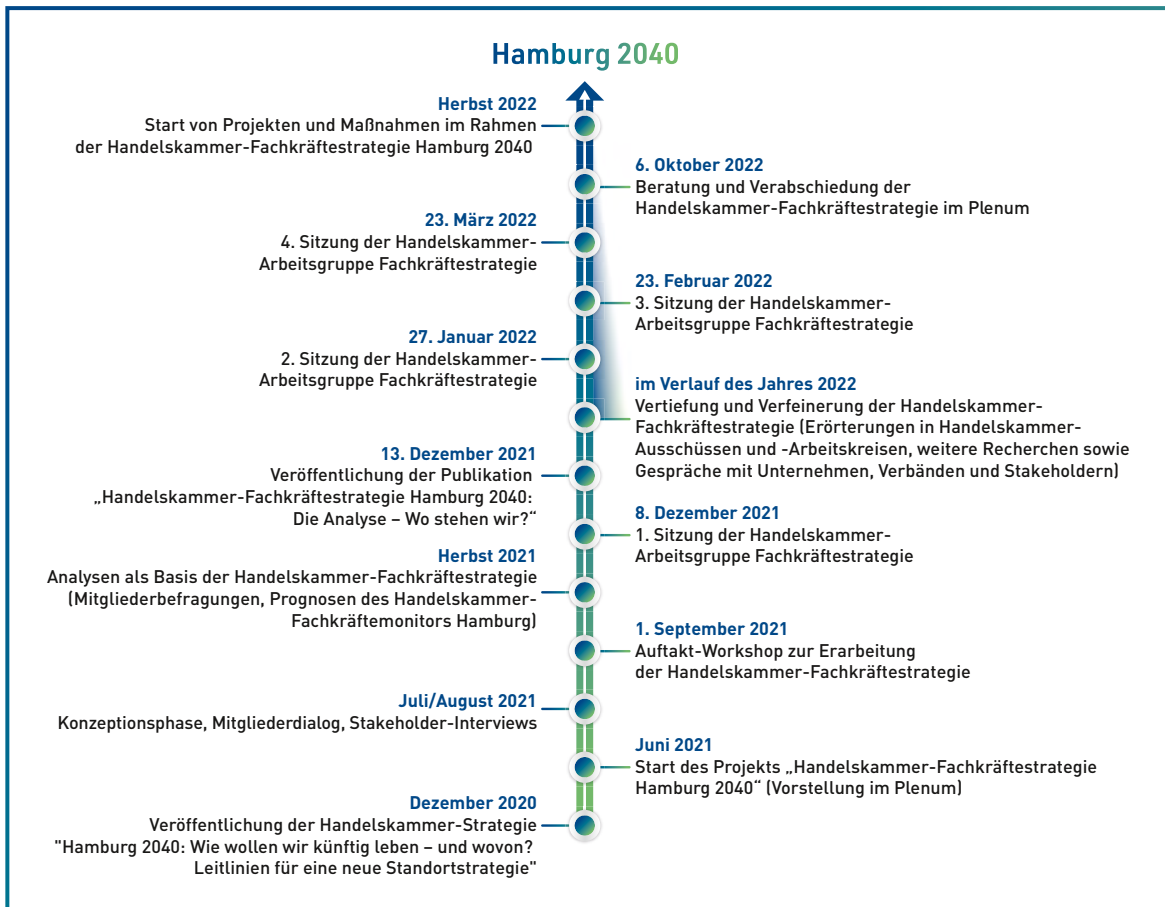 Hamburg 2040
Herbst 2022
Start von Projekten und Maßnahmen im Rahmen
der Handelskammer-Fachkräftestrategie Hamburg 2040
6. Oktober 2022
Beratung und Verabschiedung der
Handelskammer-Fachkräftestrategie im Plenum
23. März 2022
4. Sitzung der Handelskammer-
Arbeitsgruppe Fachkräftestrategie
23. Februar 2022
3. Sitzung der Handelskammer-
Arbeitsgruppe Fachkräftestrategie
27. Januar 2022
2. Sitzung der Handelskammer-
Arbeitsgruppe Fachkräftestrategie
im Verlauf des Jahres 2022
Vertiefung und Verfeinerung der Handelskammer-
Fachkräftestrategie (Erörterungen in Handelskammer-
Ausschüssen und -Arbeitskreisen, weitere Recherchen sowie
Gespräche mit Unternehmen, Verbänden und Stakeholdern)
13. Dezember 2021
Veröffentlichung der Publikation
„Handelskammer-Fachkräftestrategie Hamburg 2040:
Die Analyse – Wo stehen wir?“
8. Dezember 2021
1. Sitzung der Handelskammer-
Arbeitsgruppe Fachkräftestrategie
Herbst 2021
Analysen als Basis der Handelskammer-Fachkräftestrategie
(Mitgliederbefragungen, Prognosen des Handelskammer-
Fachkräftemonitors Hamburg)
1. September 2021
Auftakt-Workshop zur Erarbeitung
der Handelskammer-Fachkräftestrategie
Juli/August 2021
Konzeptionsphase, Mitgliederdialog, Stakeholder-Interviews
Juni 2021
Start des Projekts „Handelskammer-Fachkräftestrategie
Hamburg 2040“ (Vorstellung im Plenum)
Dezember 2020
Veröffentlichung der Handelskammer-Strategie
"Hamburg 2040: Wie wollen wir künftig leben – und wovon?
Leitlinien für eine neue Standortstrategie"